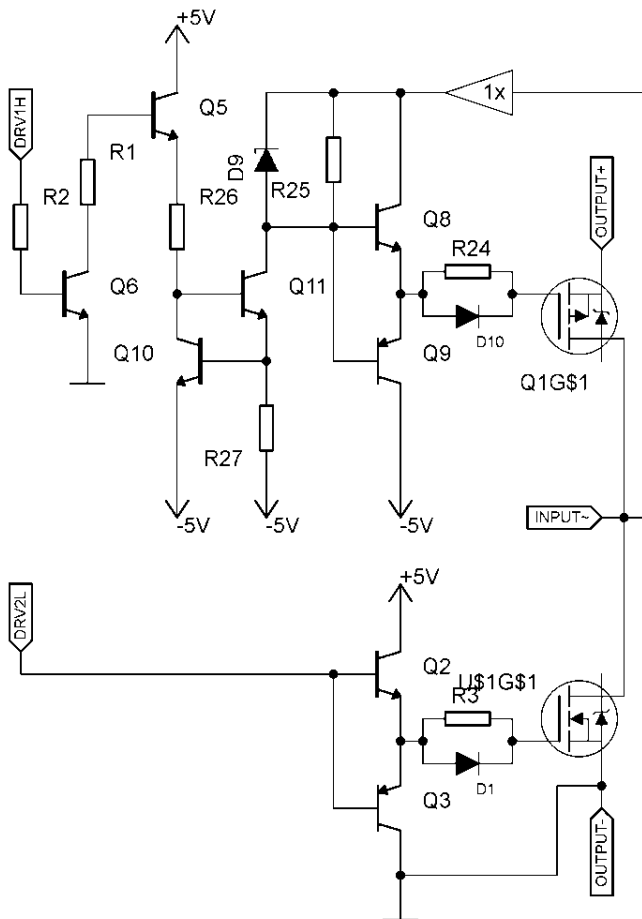 +5V
Q5
1x
DRV1H
R1
D9
R2
R26
R25
Q8
OUTPUT+
R24
Q6
Q11
Q10
D10
Q9
Q1G$1
R27
-5V
-5V
-5V
INPUT~
+5V
DRV2L
Q2
U$1G$1
R3
D1
Q3
OUTPUT-